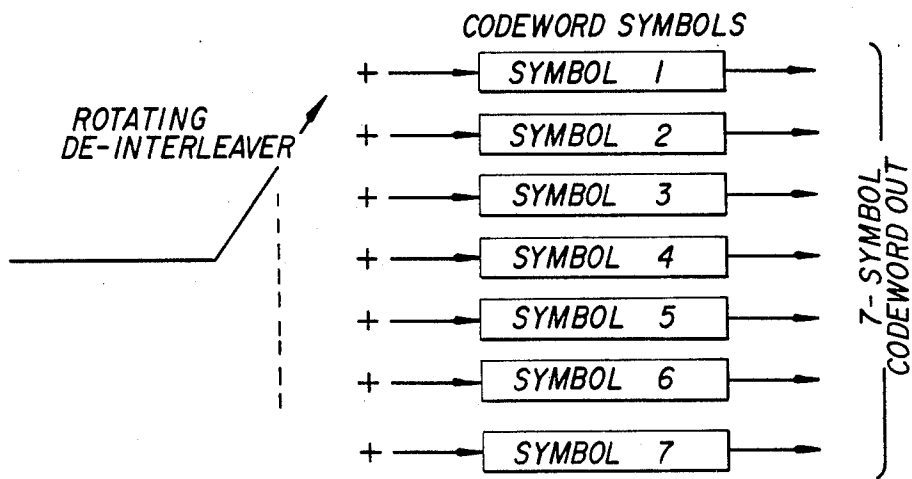 CODEWORD SYMBOLS
+ SYMBOL 1
ROTATING
DE-INTERLEAVER
+ SYMBOL 2
+ SYMBOL 3
+ SYMBOL 4
+ SYMBOL 5
+ SYMBOL 6
+ SYMBOL 7
7-SYMBOL
CODEWORD OUT